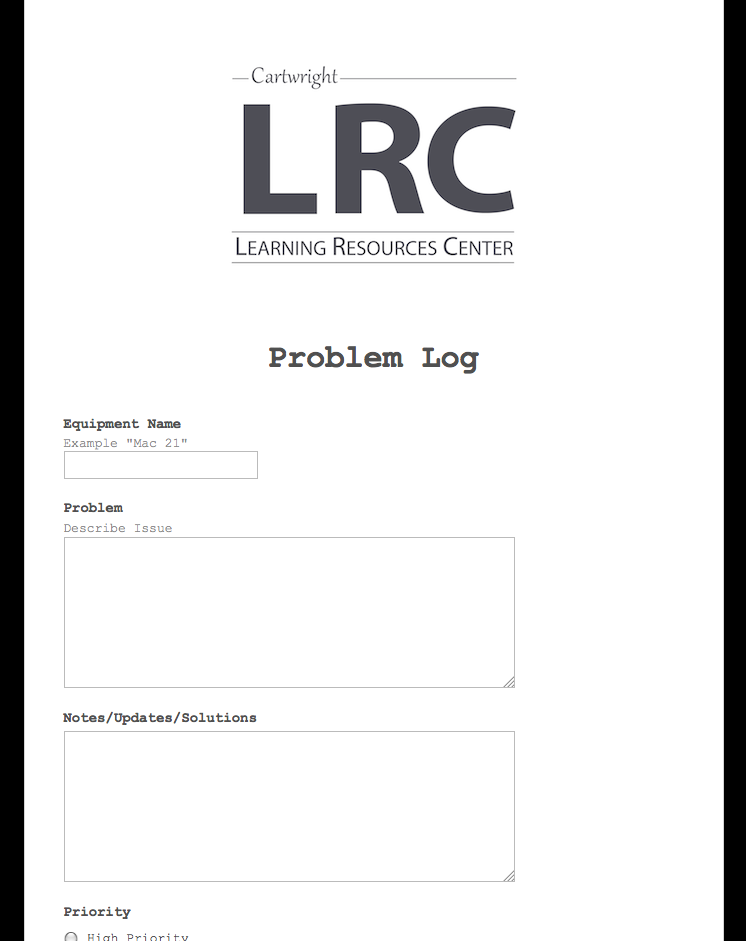 Cartwright
LRC
LEARNING RESOURCES CENTER
Problem Log
Equipment Name
Example "Mac 21"
Problem
Describe Issue
Notes/Updates/Solutions
Priority
High Priority